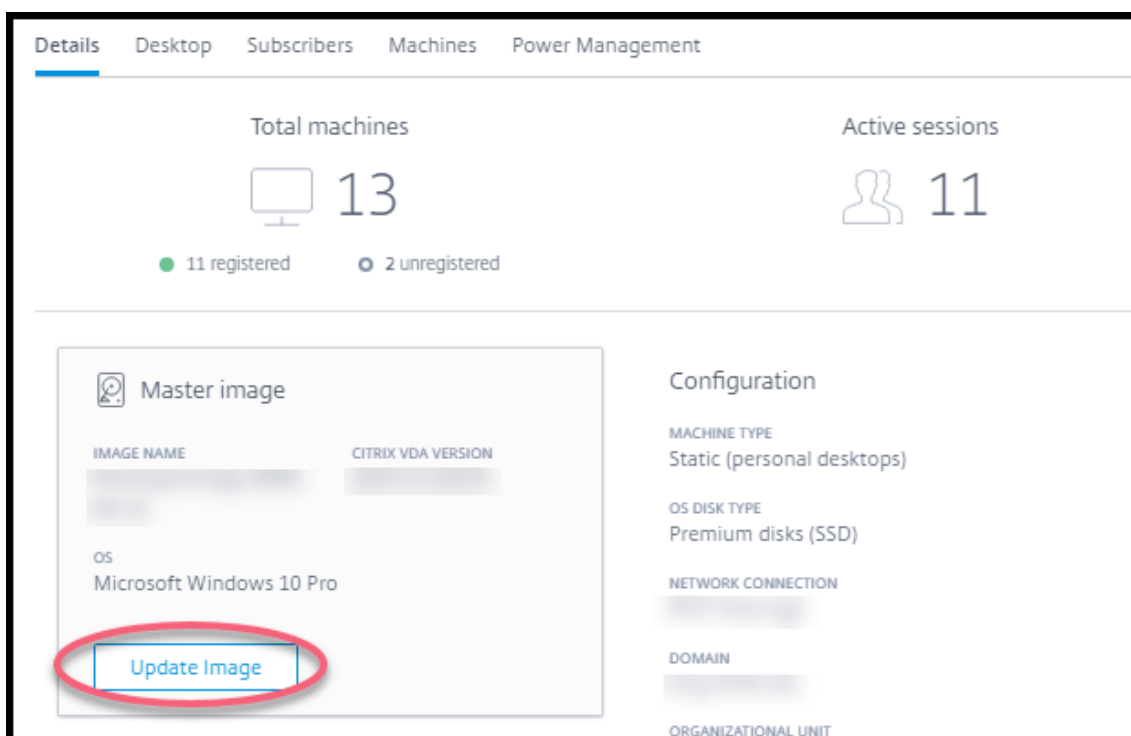 Details Desktop Subscribers Machines Power Management
Total machines
13
11 registered 2 unregistered
Active sessions
11
Master image
IMAGE NAME
CITRIX VDA VERSION
OS
Microsoft Windows 10 Pro
Update Image
Configuration
MACHINE TYPE
Static (personal desktops)
OS DISK TYPE
Premium disks (SSD)
NETWORK CONNECTION
DOMAIN
ORGANIZATIONAL UNIT